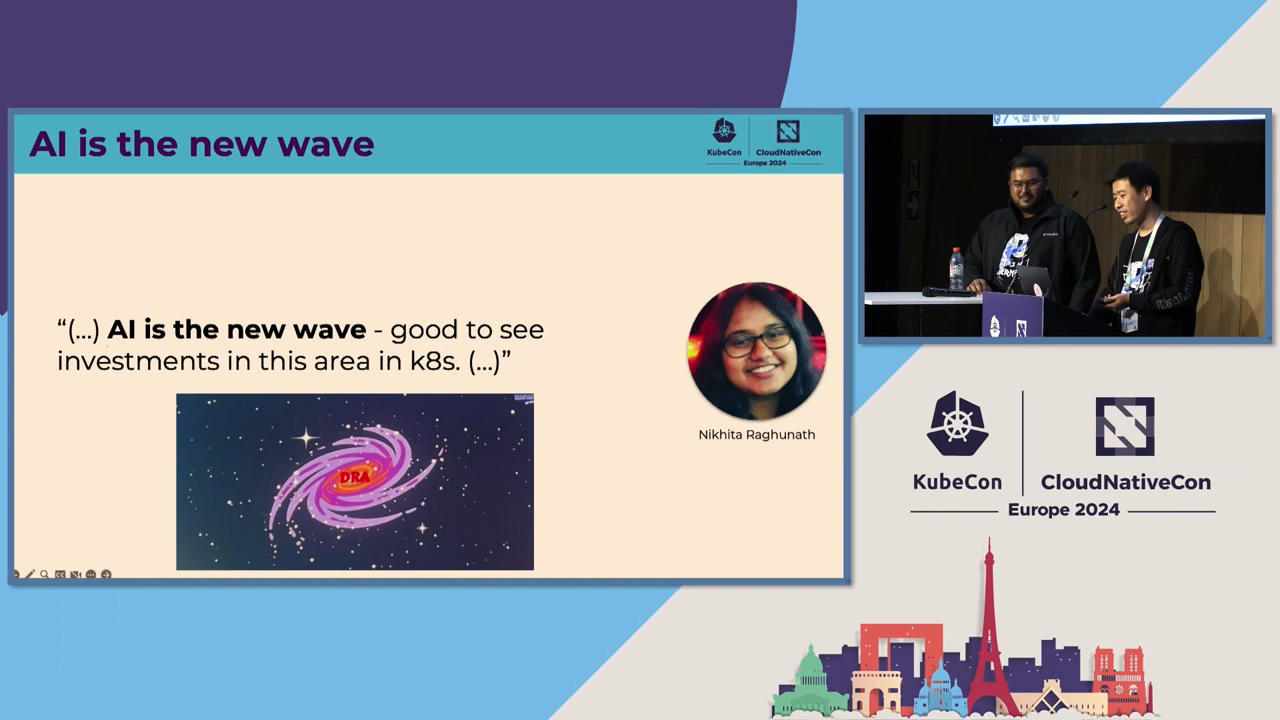 AI is the new wave
KubeCon
CloudNativeCon
Europe 2024
“(...) AI is the new wave - good to see
investments in this area in k8s. (...)”
Nikhita Raghunath
DRA
KubeCon
CloudNativeCon
Europe 2024